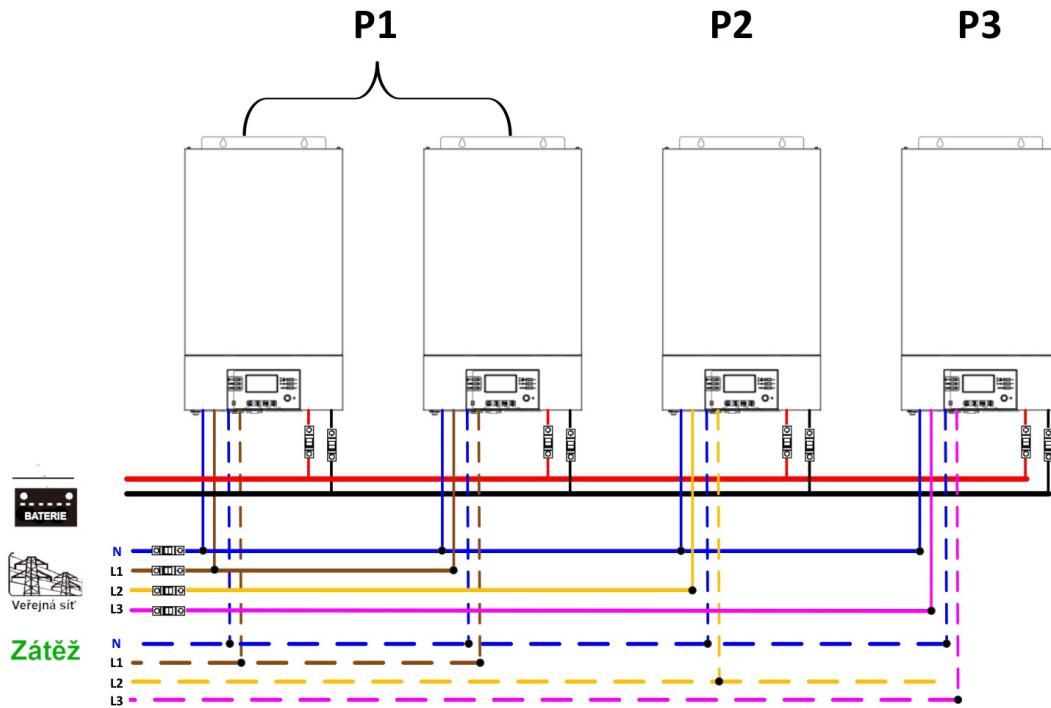 P1
P2
P3
BATERIE
N
L1
L2
L3
Veřejná síť
Zátěž
N
L1
L2
L3